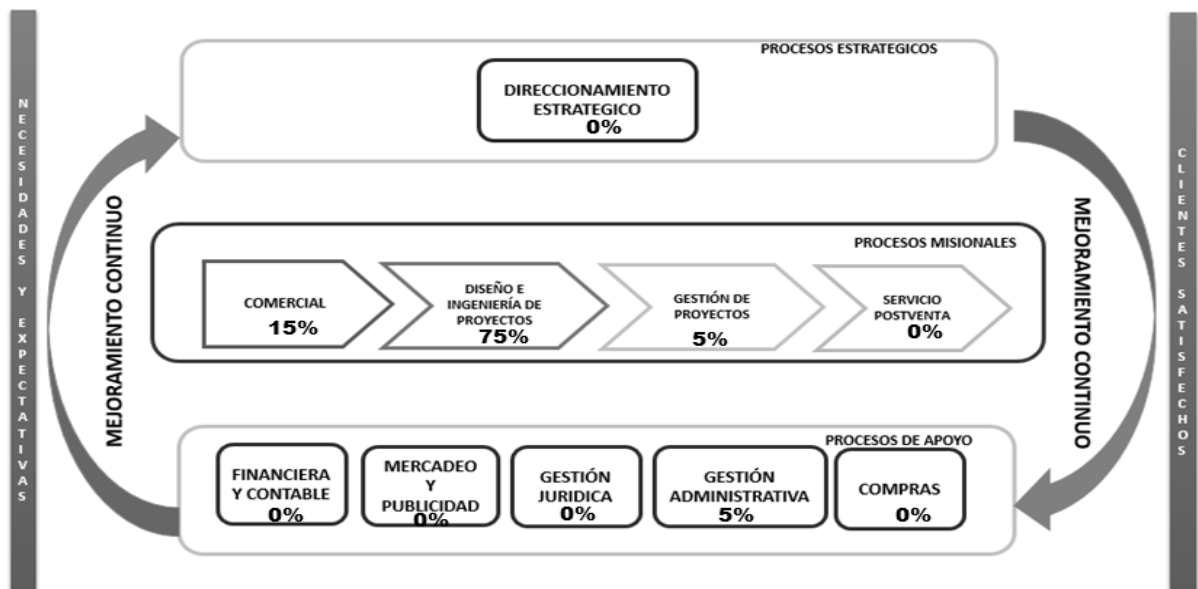 NECESIDADES Y EXPECTATIVAS
MEJORAMIENTO CONTINUO
PROCESOS ESTRATEGICOS
DIRECCIONAMIENTO
ESTRATEGICO
0%
PROCESOS MISIONALES
COMERCIAL
15%
DISEÑO E
INGENIERÍA DE
PROYECTOS
75%
GESTIÓN DE
PROYECTOS
5%
SERVICIO
POSTVENTA
0%
PROCESOS DE APOYO
FINANCIERA
Y CONTABLE
0%
MERCADEO
Y
PUBLICIDAD
0%
GESTIÓN
JURIDICA
0%
GESTIÓN
ADMINISTRATIVA
5%
COMPRAS
0%
MEJORAMIENTO CONTINUO
CLIENTES SATISFECHOS